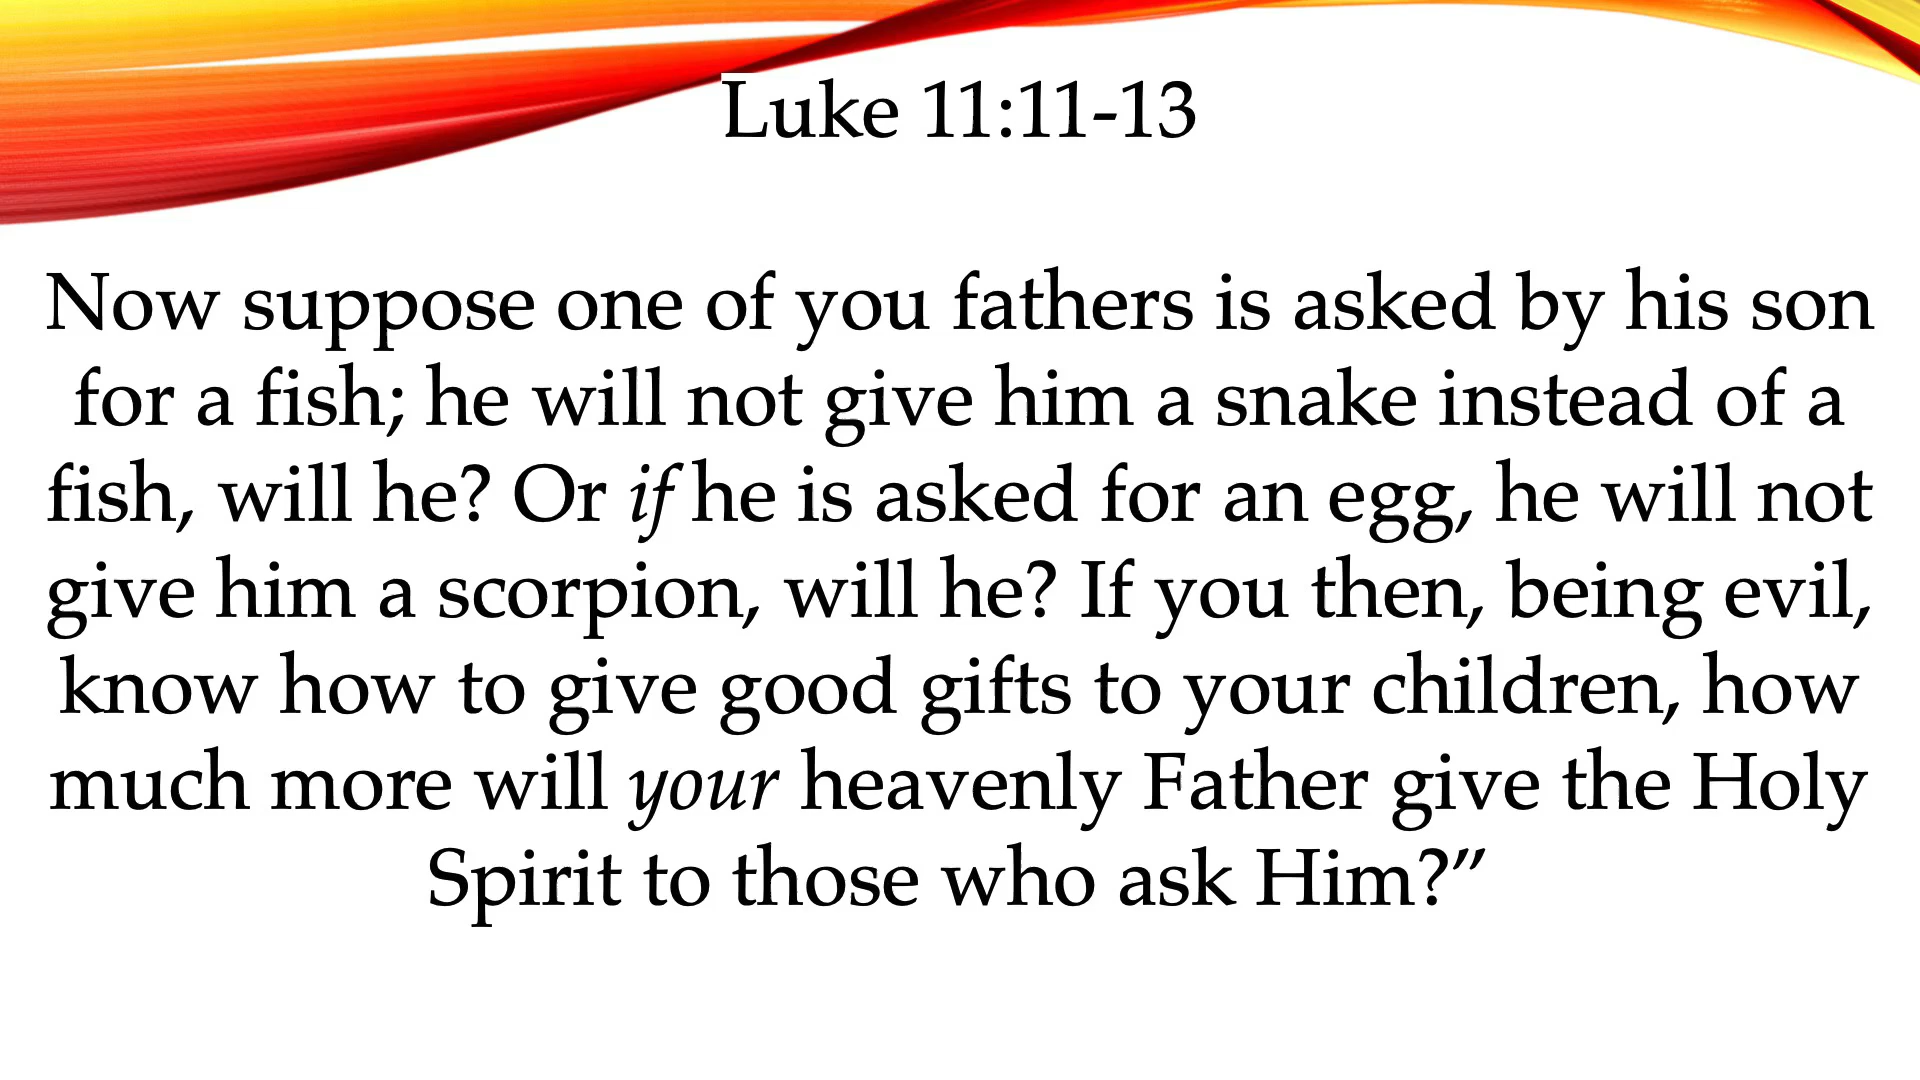 Luke 11:11-13
Now suppose one of you fathers is asked by his son
for a fish; he will not give him a snake instead of a
fish, will he? Or if he is asked for an egg, he will not
give him a scorpion, will he? If you then, being evil,
know how to give good gifts to your children, how
much more will your heavenly Father give the Holy
Spirit to those who ask Him?”